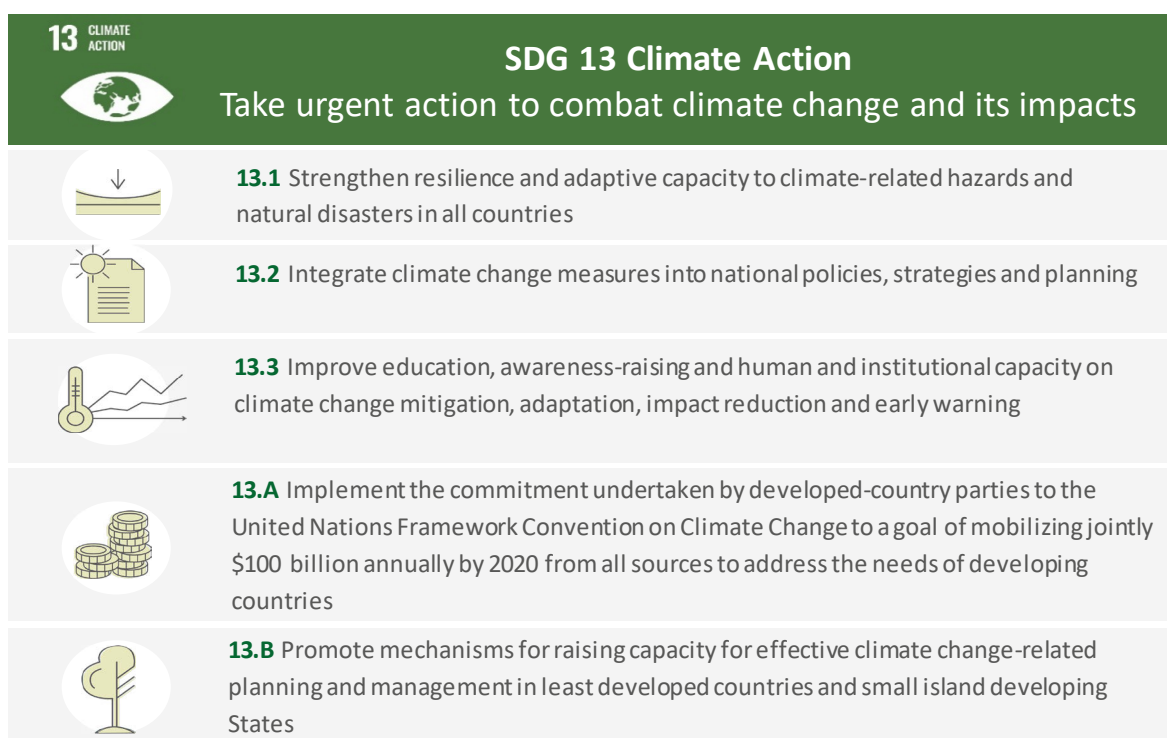 13 CLIMATE
ACTION
SDG 13 Climate Action
Take urgent action to combat climate change and its impacts
13.1 Strengthen resilience and adaptive capacity to climate-related hazards and
natural disasters in all countries
13.2 Integrate climate change measures into national policies, strategies and planning
13.3 Improve education, awareness-raising and human and institutional capacity on
climate change mitigation, adaptation, impact reduction and early warning
13.A Implement the commitment undertaken by developed-country parties to the
United Nations Framework Convention on Climate Change to a goal of mobilizing jointly
$100 billion annually by 2020 from all sources to address the needs of developing
countries
13.B Promote mechanisms for raising capacity for effective climate change-related
planning and management in least developed countries and small island developing
States